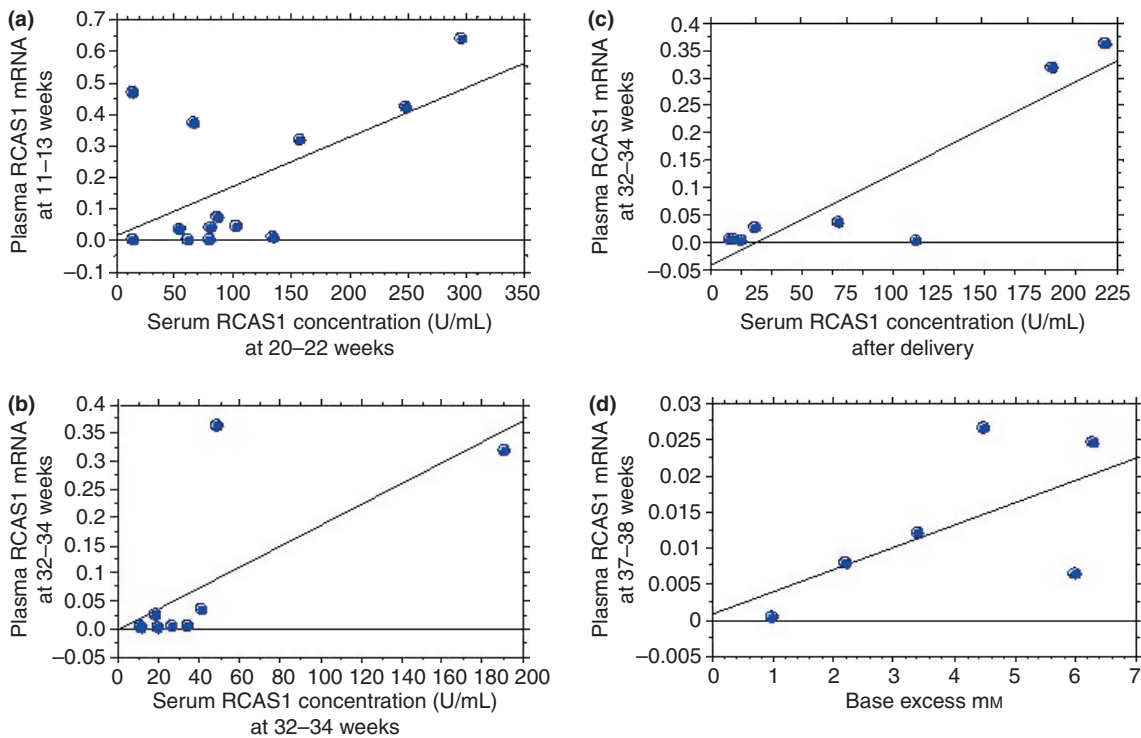 (a)
Plasma RCAS1 mRNA
at 11–13 weeks
0.7
0.6
0.5
0.4
0.3
0.2
0.1
0.0
–0.1
0 50 100 150 200 250 300 350
Serum RCAS1 concentration (U/mL)
at 20–22 weeks
(c)
Plasma RCAS1 mRNA
at 32–34 weeks
0.4
0.35
0.3
0.25
0.2
0.15
0.1
0.05
0.0
–0.05
0 25 50 75 100 125 150 175 200 225
Serum RCAS1 concentration (U/mL)
after delivery
(b)
Plasma RCAS1 mRNA
at 32–34 weeks
0.4
0.35
0.3
0.25
0.2
0.15
0.1
0.05
0.0
–0.05
0 20 40 60 80 100 120 140 160 180 200
Serum RCAS1 concentration (U/mL)
at 32–34 weeks
(d)
Plasma RCAS1 mRNA
at 37–38 weeks
0.03
0.025
0.02
0.015
0.01
0.005
0
–0.005
0 1 2 3 4 5 6 7
Base excess mM